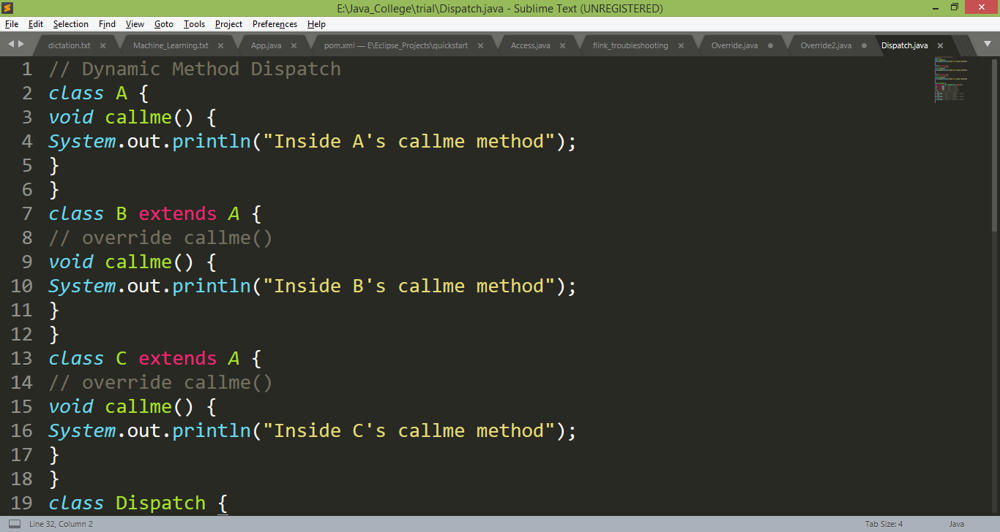 E:\Java_College\trial\Dispatch.java - Sublime Text (UNREGISTERED)
File Edit Selection Find View Goto Tools Project Preferences Help
dictation.txt Machine_Learning.txt App.java pom.xml — E\Eclipse_Projects\quickstart Access.java flink_troubleshooting Override.java Override2.java Dispatch.java
1 // Dynamic Method Dispatch
2 class A {
3 void callme() {
4 System.out.println("Inside A's callme method");
5 }
6 }
7 class B extends A {
8 // override callme()
9 void callme() {
10 System.out.println("Inside B's callme method");
11 }
12 }
13 class C extends A {
14 // override callme()
15 void callme() {
16 System.out.println("Inside C's callme method");
17 }
18 }
19 class Dispatch {
Line 32, Column 2 Tab Size: 4 Java